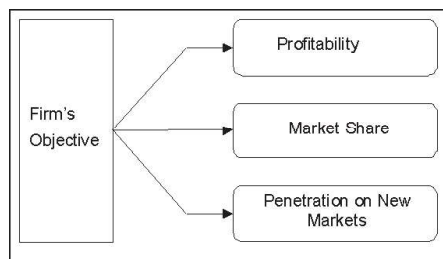 Firm's
Objective
Profitability
Market Share
Penetration on New
Markets